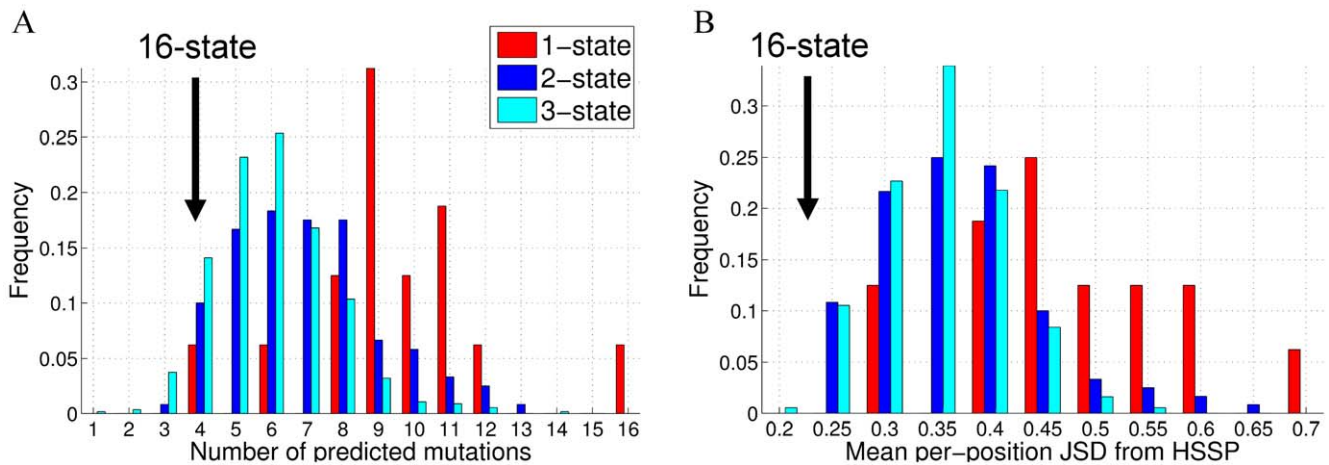 A
16-state
1-state
2-state
3-state
0.3
0.25
0.2
0.15
0.1
0.05
0
Frequency
1 2 3 4 5 6 7 8 9 10 11 12 13 14 15 16
Number of predicted mutations
B
16-state
0.3
0.25
0.2
0.15
0.1
0.05
0
Frequency
0.2 0.25 0.3 0.35 0.4 0.45 0.5 0.55 0.6 0.65 0.7
Mean per-position JSD from HSSP